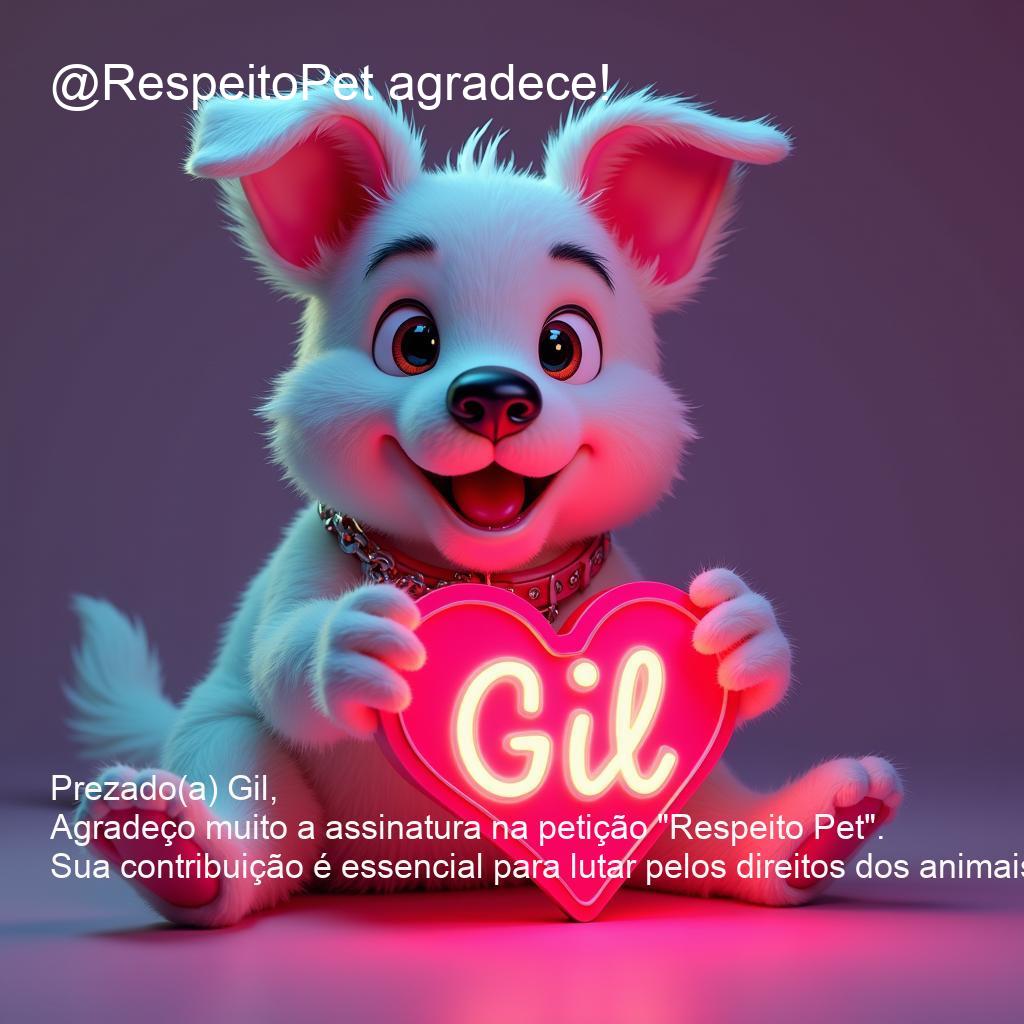 @RespeitoPet agradece!
Gil
Prezado(a) Gil,
Agradeço muito a assinatura na petição "Respeito Pet".
Sua contribuição é essencial para lutar pelos direitos dos animais